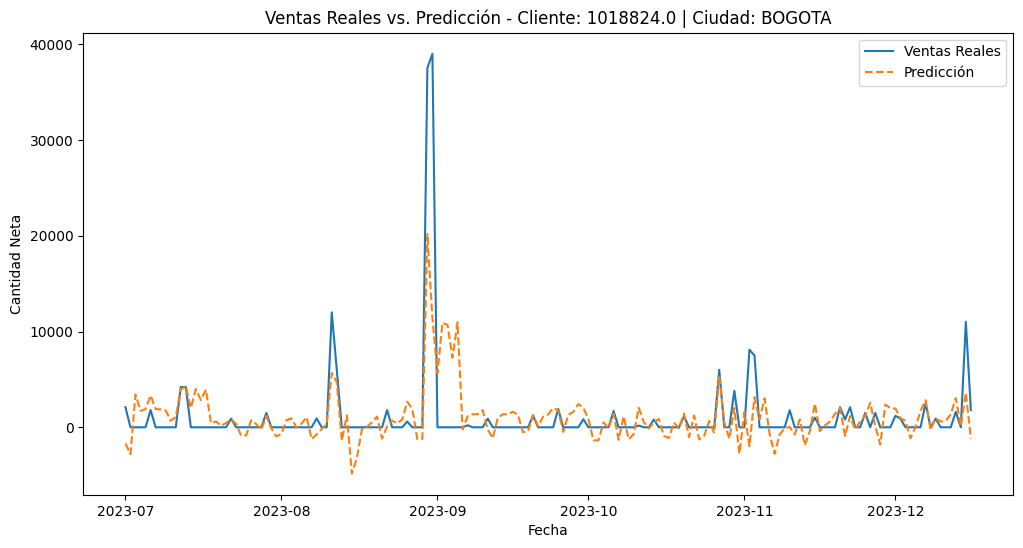 Ventas Reales vs. Predicción - Cliente: 1018824.0 | Ciudad: BOGOTA
Ventas Reales
Predicción
Cantidad Neta
40000
30000
20000
10000
0
2023-07
2023-08
2023-09
2023-10
2023-11
2023-12
Fecha